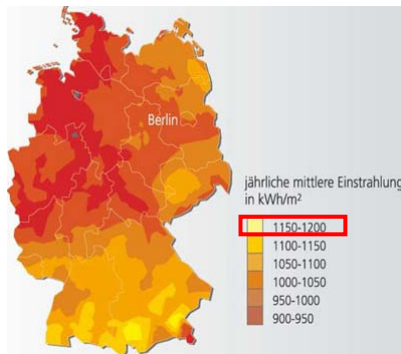 Berlin
jährliche mittlere Einstrahlung
in kWh/m²
1150-1200
1100-1150
1050-1100
1000-1050
950-1000
900-950